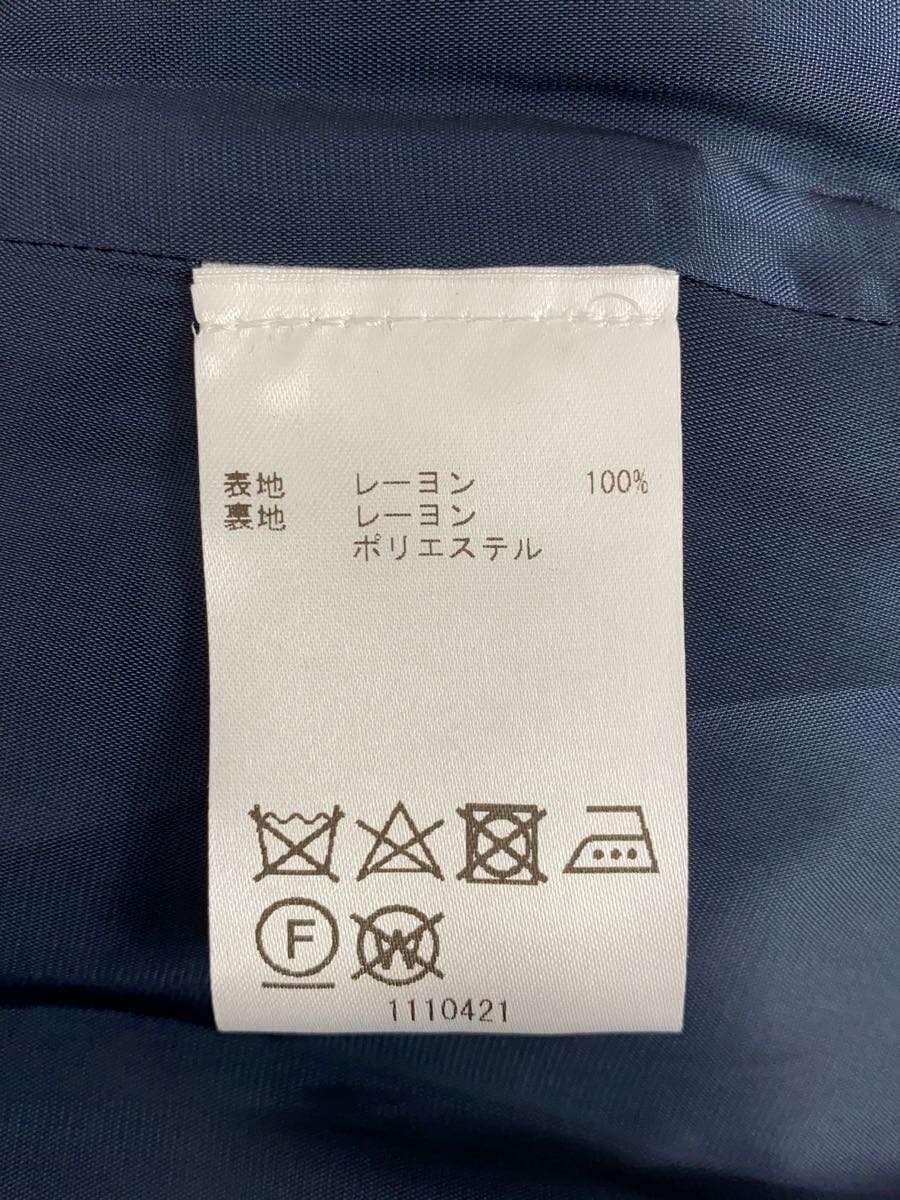 表地 レーヨン 100%
裏地 レーヨン
ポリエステル
F
W
1110421